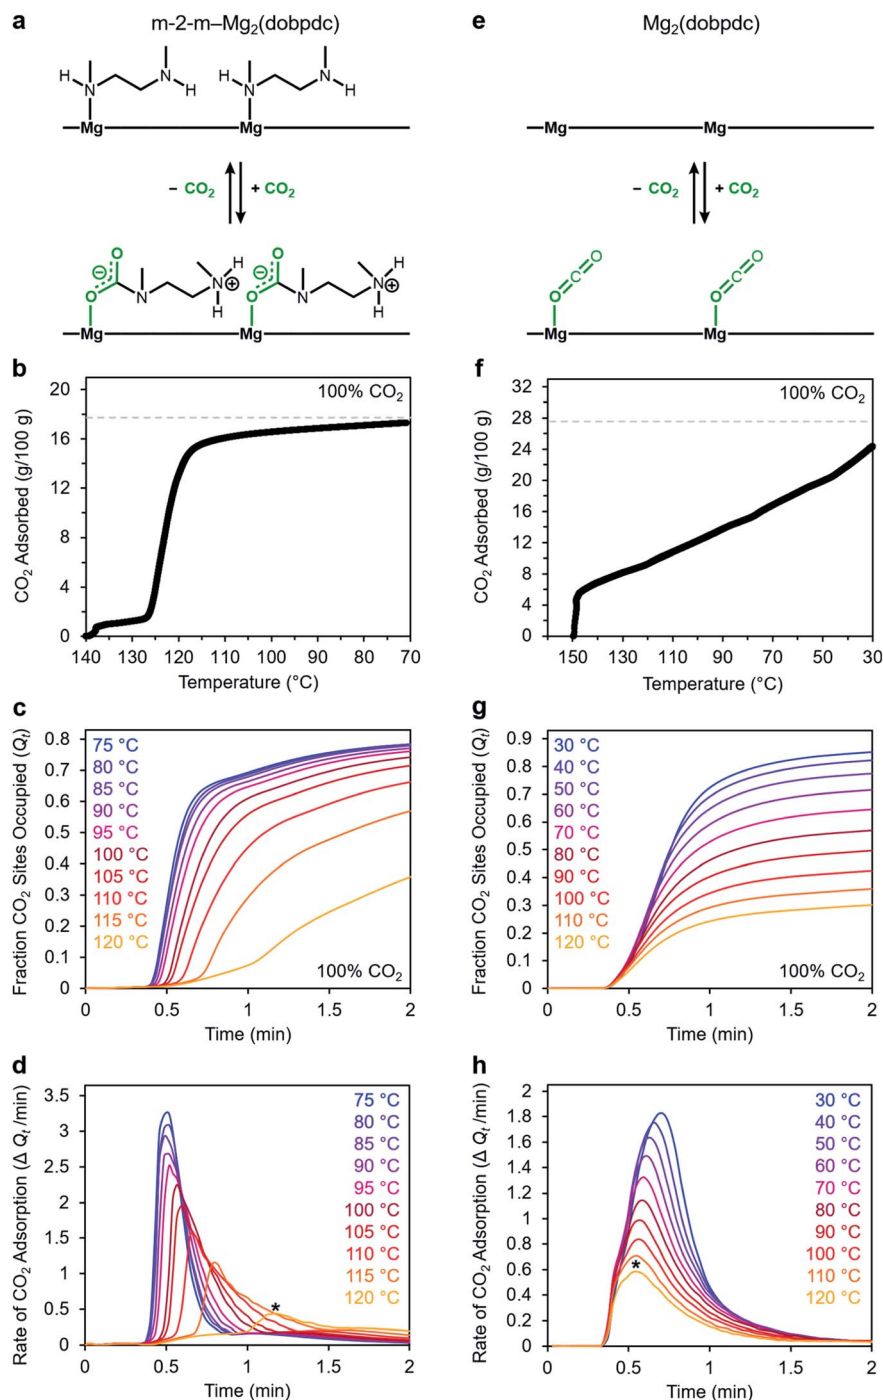 a
m-2-m–Mg₂(dobpdc)
H
N
N
H
H
N
N
H
Mg
Mg
– CO₂
+ CO₂
O
⊖
O
N
N
H
H
⊕
O
⊖
O
N
N
H
H
⊕
Mg
Mg
e
Mg₂(dobpdc)
Mg
Mg
– CO₂
+ CO₂
O
C
O
O
C
O
Mg
Mg
b
CO₂ Adsorbed (g/100 g)
20
16
12
8
4
0
100% CO₂
140
130
120
110
100
90
80
70
Temperature (°C)
f
CO₂ Adsorbed (g/100 g)
32
28
24
20
16
12
8
4
0
100% CO₂
150
130
110
90
70
50
30
Temperature (°C)
c
Fraction CO₂ Sites Occupied (Qₜ)
0.8
0.7
0.6
0.5
0.4
0.3
0.2
0.1
0
75 °C
80 °C
85 °C
90 °C
95 °C
100 °C
105 °C
110 °C
115 °C
120 °C
100% CO₂
0
0.5
1
1.5
2
Time (min)
g
Fraction CO₂ Sites Occupied (Qₜ)
0.9
0.8
0.7
0.6
0.5
0.4
0.3
0.2
0.1
0
30 °C
40 °C
50 °C
60 °C
70 °C
80 °C
90 °C
100 °C
110 °C
120 °C
100% CO₂
0
0.5
1
1.5
2
Time (min)
d
Rate of CO₂ Adsorption (Δ Qₜ /min)
3.5
3
2.5
2
1.5
1
0.5
0
75 °C
80 °C
85 °C
90 °C
95 °C
100 °C
105 °C
110 °C
115 °C
120 °C
*
0
0.5
1
1.5
2
Time (min)
h
Rate of CO₂ Adsorption (Δ Qₜ /min)
2
1.8
1.6
1.4
1.2
1
0.8
0.6
0.4
0.2
0
30 °C
40 °C
50 °C
60 °C
70 °C
80 °C
90 °C
100 °C
110 °C
120 °C
*
0
0.5
1
1.5
2
Time (min)